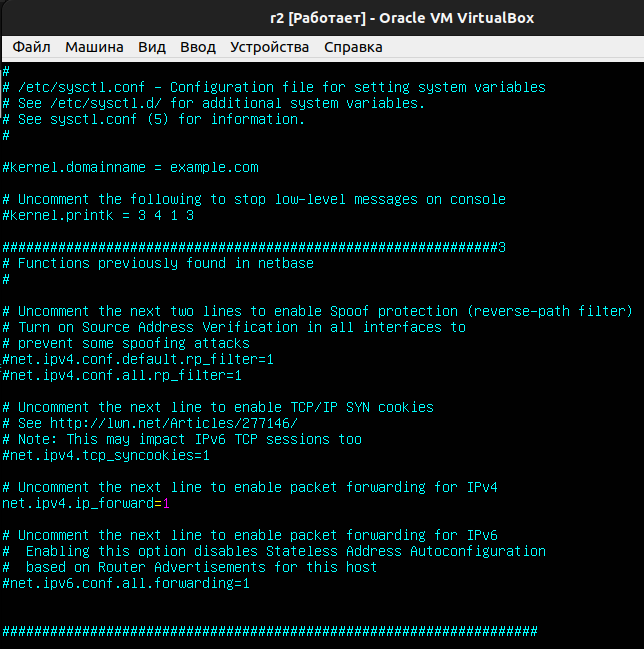 r2 [Работает] - Oracle VM VirtualBox
Файл Машина Вид Ввод Устройства Справка
#
# /etc/sysctl.conf - Configuration file for setting system variables
# See /etc/sysctl.d/ for additional system variables.
# See sysctl.conf (5) for information.
#
#kernel.domainname = example.com
# Uncomment the following to stop low-level messages on console
#kernel.printk = 3 4 1 3
##############################################################3
# Functions previously found in netbase
#
# Uncomment the next two lines to enable Spoof protection (reverse-path filter)
# Turn on Source Address Verification in all interfaces to
# prevent some spoofing attacks
#net.ipv4.conf.default.rp_filter=1
#net.ipv4.conf.all.rp_filter=1
# Uncomment the next line to enable TCP/IP SYN cookies
# See http://lwn.net/Articles/277146/
# Note: This may impact IPv6 TCP sessions too
#net.ipv4.tcp_syncookies=1
# Uncomment the next line to enable packet forwarding for IPv4
net.ipv4.ip_forward=1
# Uncomment the next line to enable packet forwarding for IPv6
#  Enabling this option disables Stateless Address Autoconfiguration
#  based on Router Advertisements for this host
#net.ipv6.conf.all.forwarding=1
###################################################################